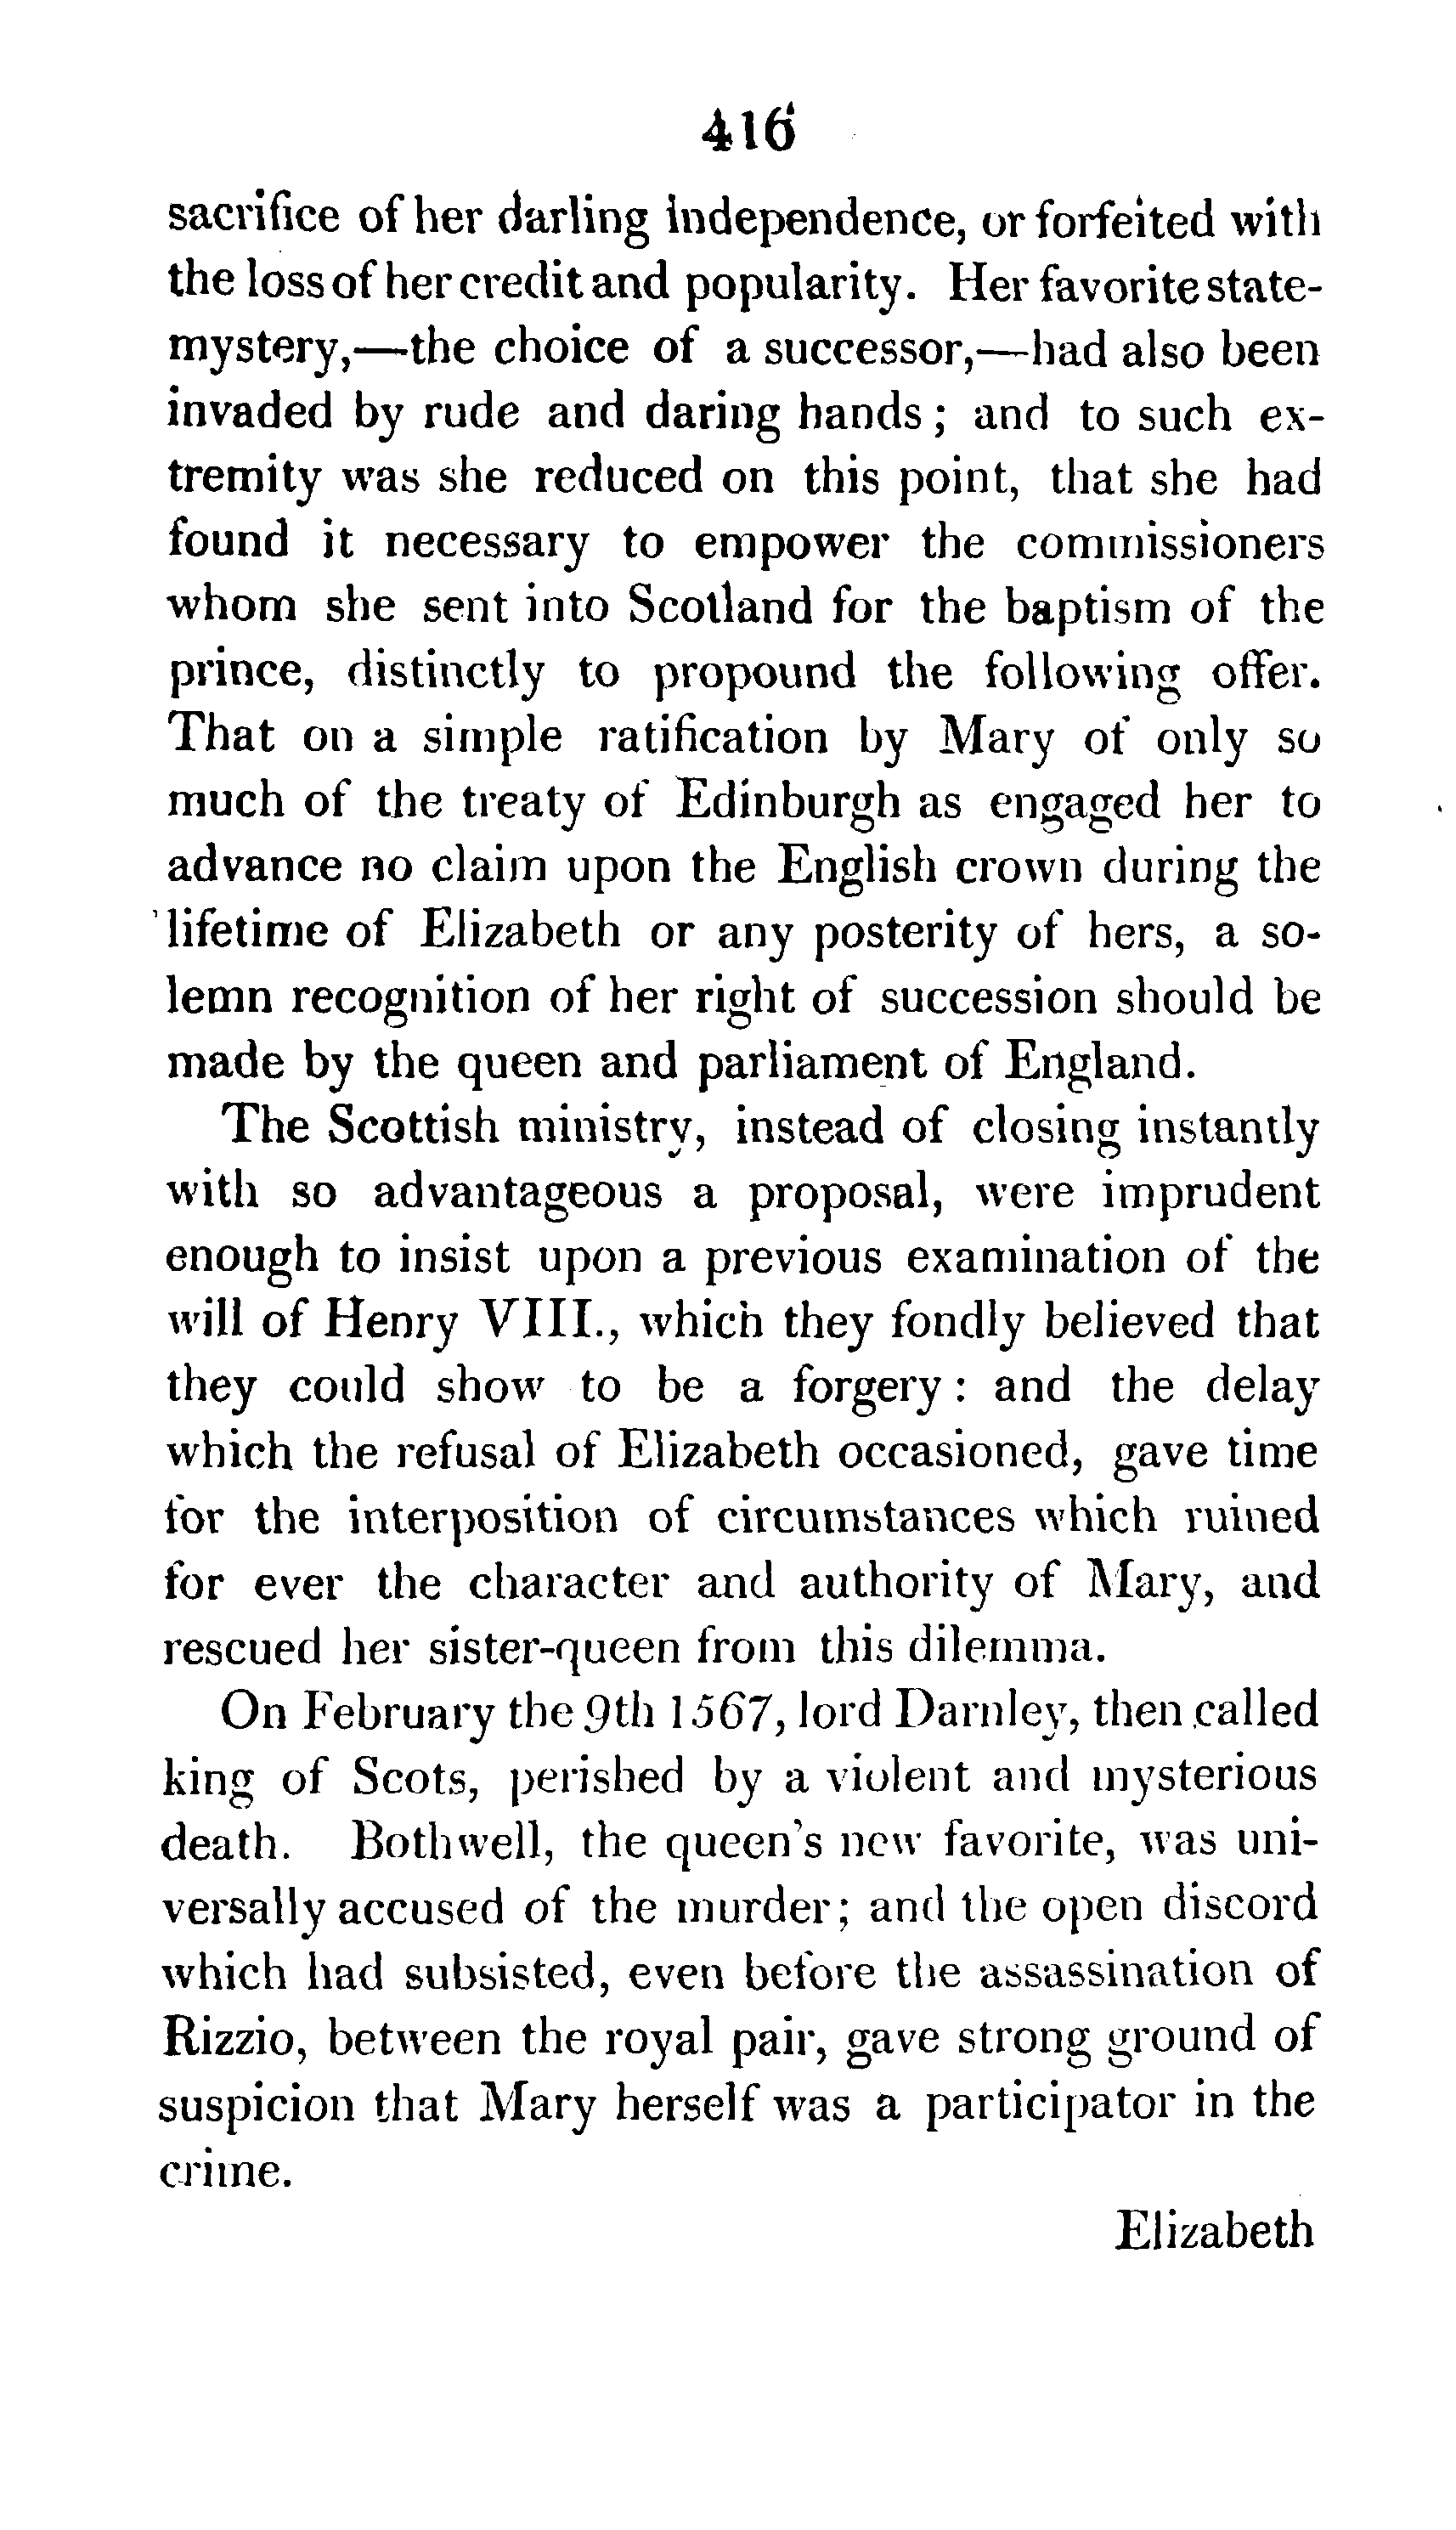 416
sacrifice of her darling independence, or forfeited with
the loss of her credit and popularity. Her favorite state-
mystery,—the choice of a successor,—had also been
invaded by rude and daring hands; and to such ex-
tremity was she reduced on this point, that she had
found it necessary to empower the commissioners
whom she sent into Scotland for the baptism of the
prince, distinctly to propound the following offer.
That on a simple ratification by Mary of only so
much of the treaty of Edinburgh as engaged her to
advance no claim upon the English crown during the
lifetime of Elizabeth or any posterity of hers, a so-
lemn recognition of her right of succession should be
made by the queen and parliament of England.
The Scottish ministry, instead of closing instantly
with so advantageous a proposal, were imprudent
enough to insist upon a previous examination of the
will of Henry VIII., which they fondly believed that
they could show to be a forgery: and the delay
which the refusal of Elizabeth occasioned, gave time
for the interposition of circumstances which ruined
for ever the character and authority of Mary, and
rescued her sister-queen from this dilemma.
On February the 9th 1567, lord Darnley, then called
king of Scots, perished by a violent and mysterious
death. Bothwell, the queen's new favorite, was uni-
versally accused of the murder; and the open discord
which had subsisted, even before the assassination of
Rizzio, between the royal pair, gave strong ground of
suspicion that Mary herself was a participator in the
crime.
Elizabeth